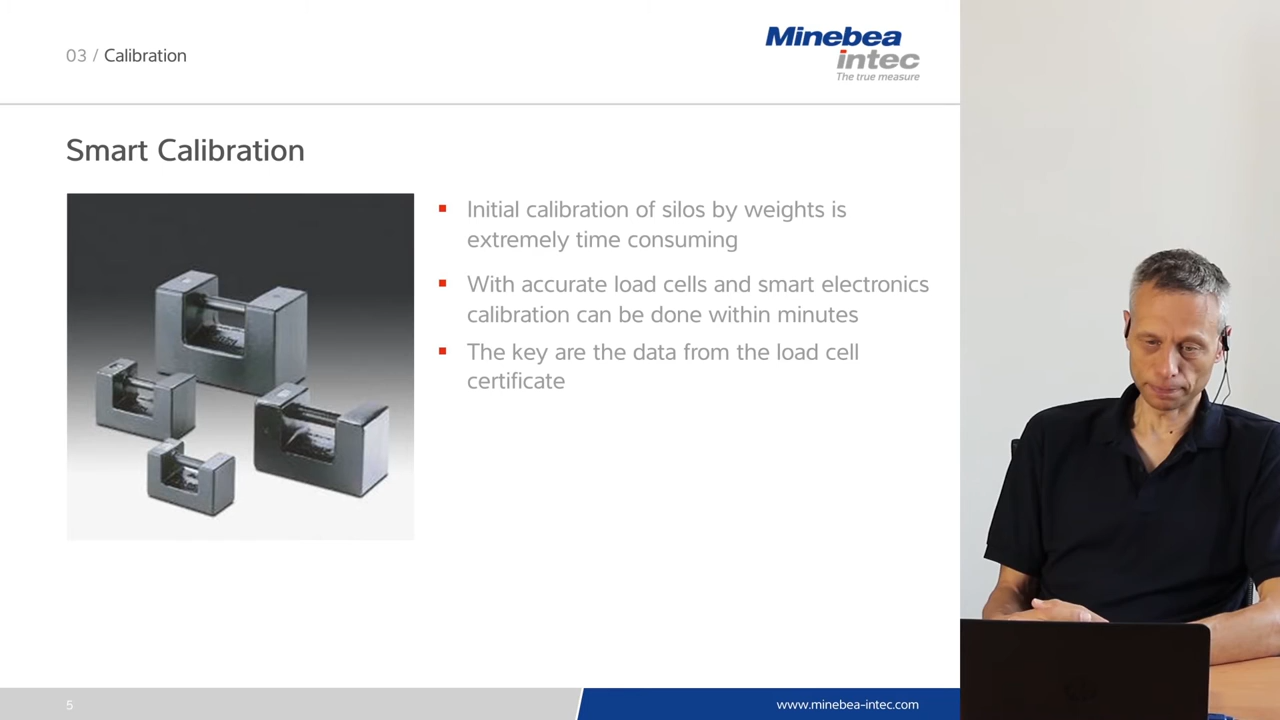 03 / Calibration
Minebea
intec
The true measure
Smart Calibration
Initial calibration of silos by weights is
extremely time consuming
With accurate load cells and smart electronics
calibration can be done within minutes
The key are the data from the load cell
certificate
5
www.minebea-intec.com